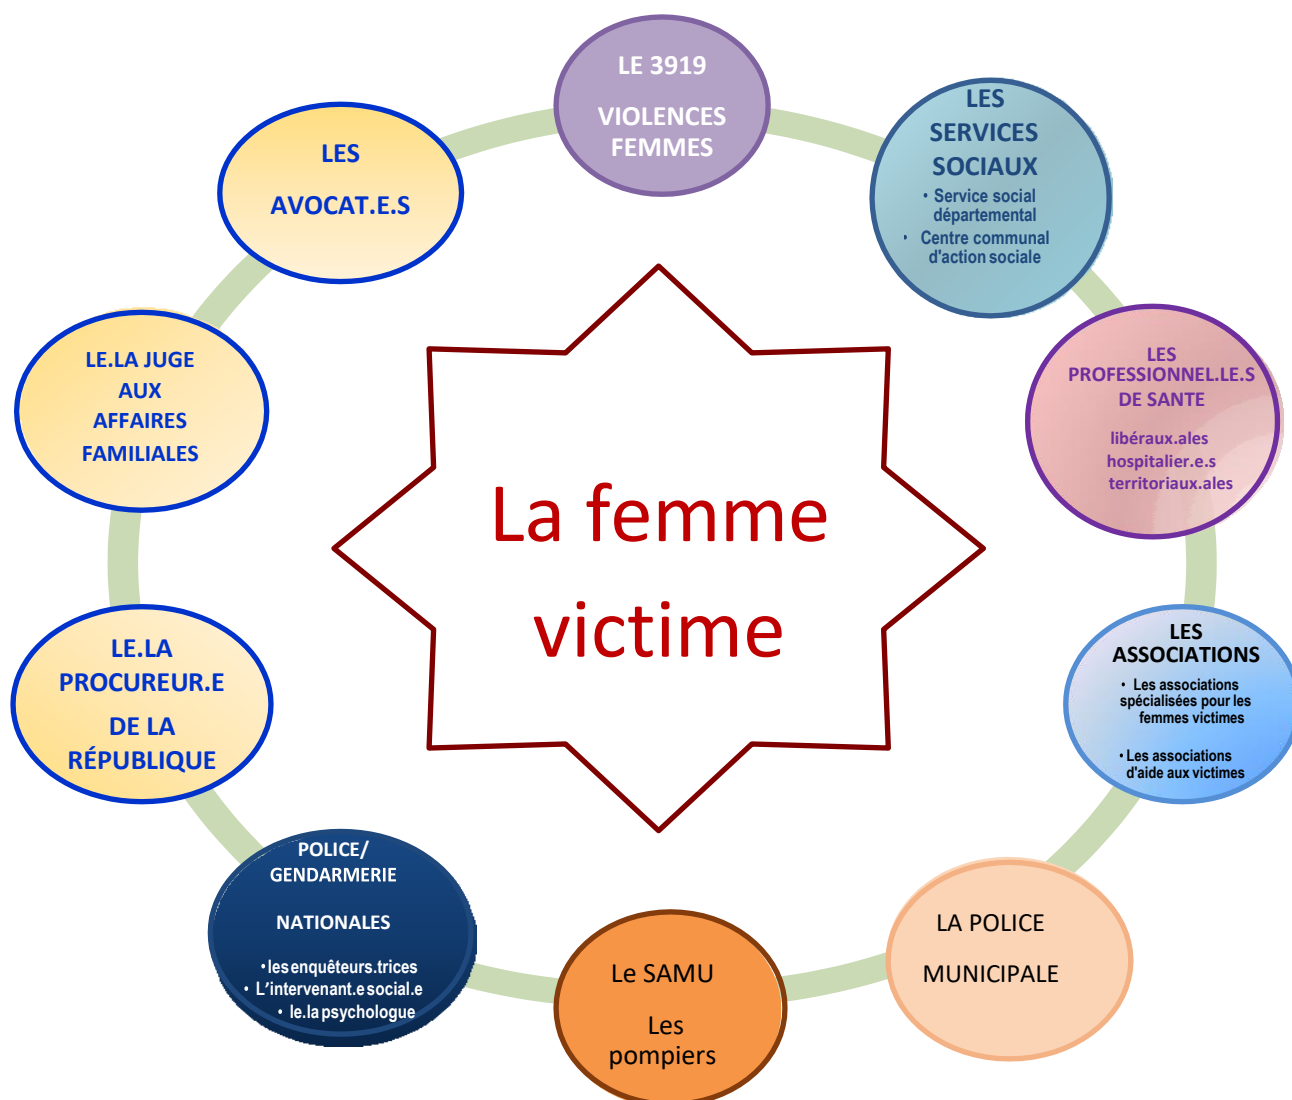 LE 3919
VIOLENCES
FEMMES
LES
SERVICES
SOCIAUX
• Service social
départemental
• Centre communal
d'action sociale
LES
PROFESSIONNEL.LE.S
DE SANTE
libéraux.ales
hospitalier.e.s
territoriaux.ales
LES
ASSOCIATIONS
• Les associations
spécialisées pour les
femmes victimes
• Les associations
d'aide aux victimes
LA POLICE
MUNICIPALE
Le SAMU
Les
pompiers
POLICE/
GENDARMERIE
NATIONALES
• les enquêteurs.trices
• L'intervenant.e social.e
• le.la psychologue
LE.LA
PROCUREUR.E
DE LA
RÉPUBLIQUE
LE.LA JUGE
AUX
AFFAIRES
FAMILIALES
LES
AVOCAT.E.S
La femme
victime